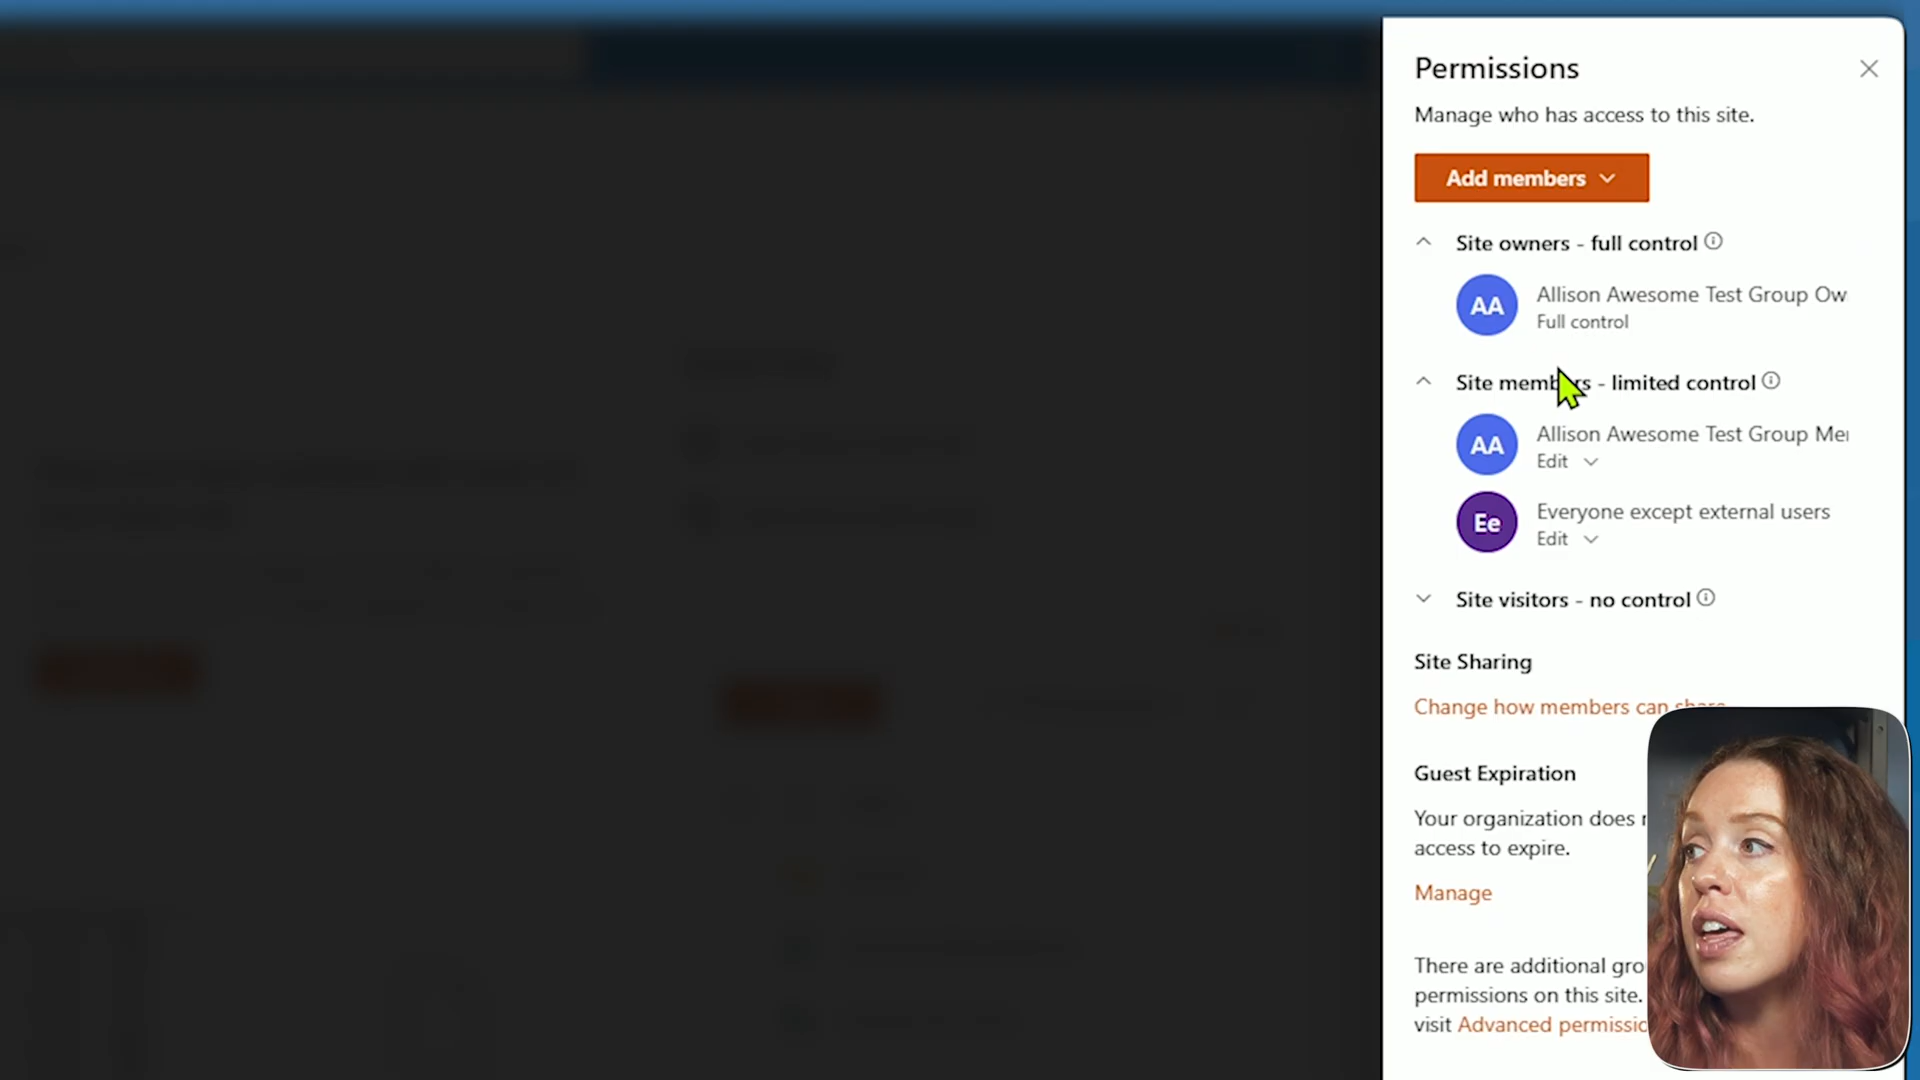 Permissions
Manage who has access to this site.
Add members
Site owners - full control
AA
Allison Awesome Test Group Ow
Full control
Site members - limited control
AA
Allison Awesome Test Group Me
Edit
Ee
Everyone except external users
Edit
Site visitors - no control
Site Sharing
Change how members can share
Guest Expiration
Your organization does
access to expire.
Manage
There are additional gro
permissions on this site.
visit Advanced permissio